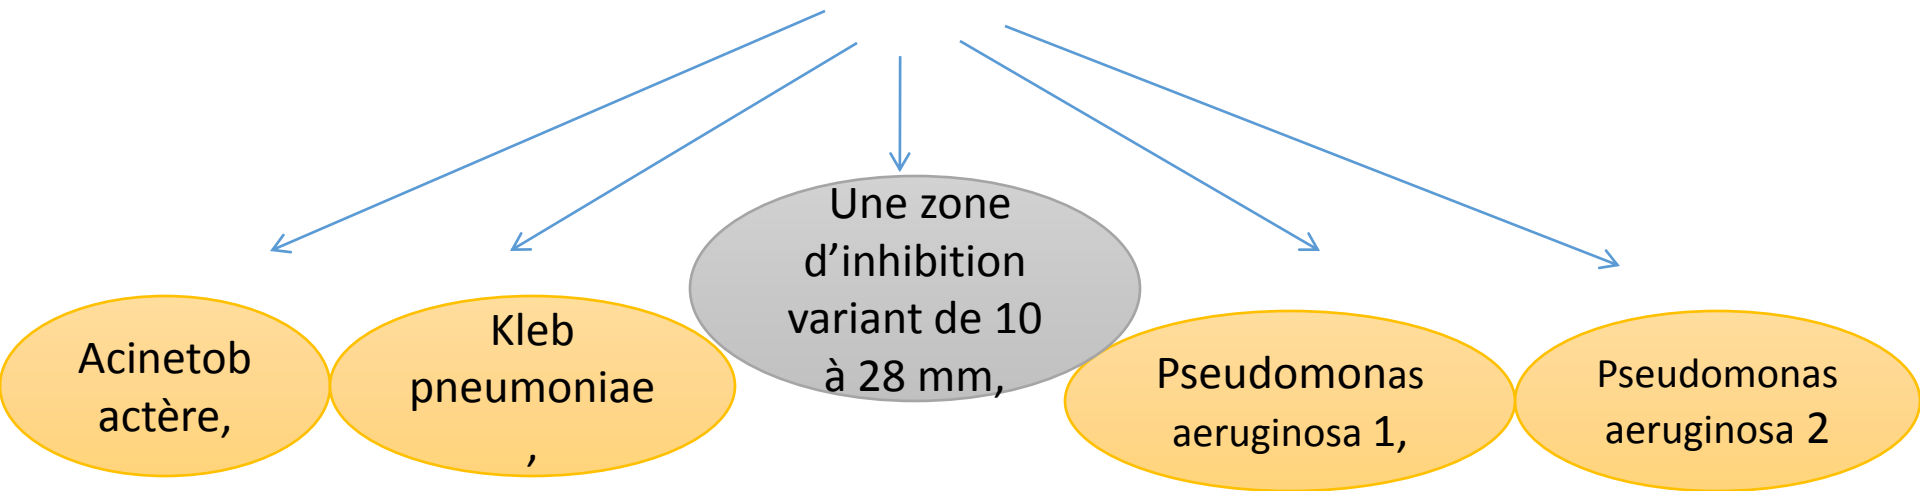 Acinetob
actère,
Kleb
pneumoniae
,
Une zone
d’inhibition
variant de 10
à 28 mm,
Pseudomonas
aeruginosa 1,
Pseudomonas
aeruginosa 2